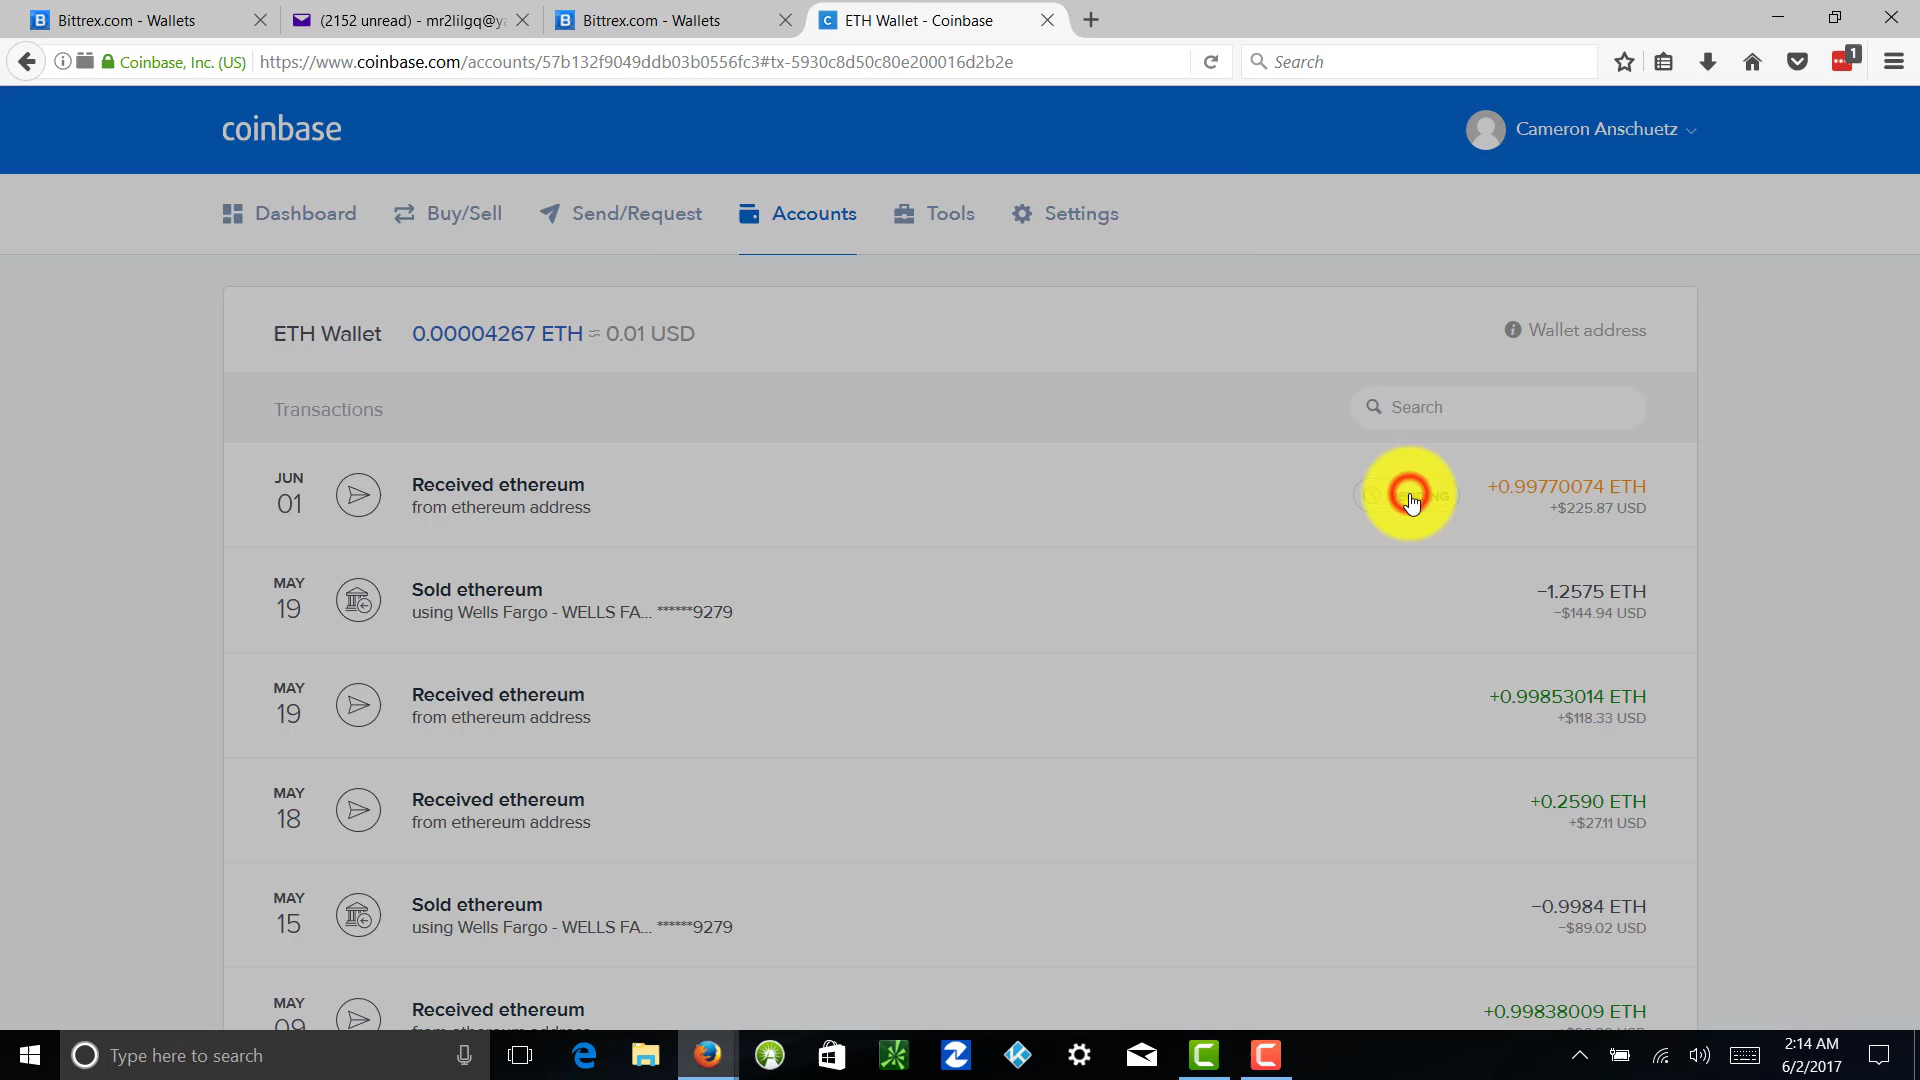 Bittrex.com - Wallets
(2152 unread) - mr2lilgq@y
Bittrex.com - Wallets
ETH Wallet - Coinbase
Coinbase, Inc. (US)
https://www.coinbase.com/accounts/57b132f9049ddb03b0556fc3#tx-5930c8d50c80e200016d2b2e
Search
1
coinbase
Cameron Anschuetz
Dashboard
Buy/Sell
Send/Request
Accounts
Tools
Settings
ETH Wallet
0.00004267 ETH ≈ 0.01 USD
Wallet address
Transactions
Search
JUN
01
Received ethereum
from ethereum address
+0.99770074 ETH
+$225.87 USD
MAY
19
Sold ethereum
using Wells Fargo - WELLS FA... ******9279
−1.2575 ETH
−$144.94 USD
MAY
19
Received ethereum
from ethereum address
+0.99853014 ETH
+$118.33 USD
MAY
18
Received ethereum
from ethereum address
+0.2590 ETH
+$27.11 USD
MAY
15
Sold ethereum
using Wells Fargo - WELLS FA... ******9279
−0.9984 ETH
−$89.02 USD
MAY
09
Received ethereum
+0.99838009 ETH
Type here to search
2:14 AM
6/2/2017